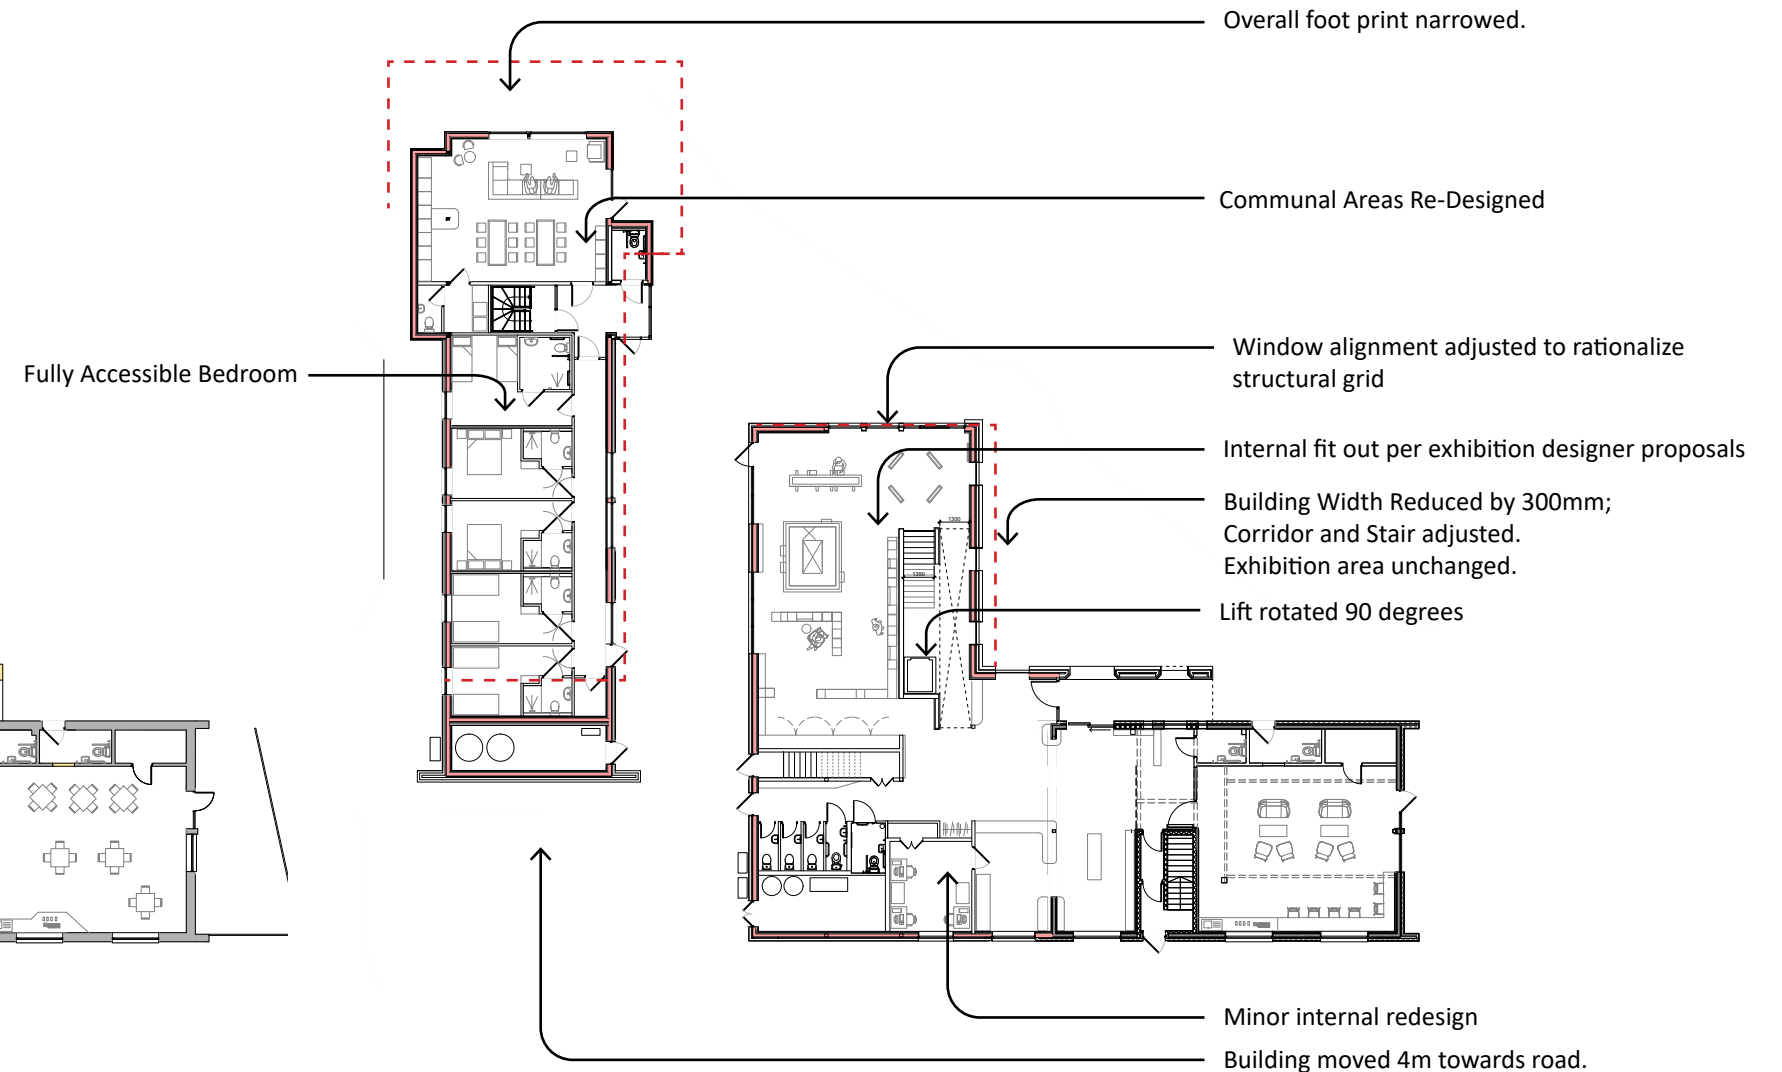 Overall foot print narrowed.
Communal Areas Re-Designed
Window alignment adjusted to rationalize
structural grid
Fully Accessible Bedroom
Internal fit out per exhibition designer proposals
Building Width Reduced by 300mm;
Corridor and Stair adjusted.
Exhibition area unchanged.
1300
1350
Lift rotated 90 degrees
Minor internal redesign
Building moved 4m towards road.